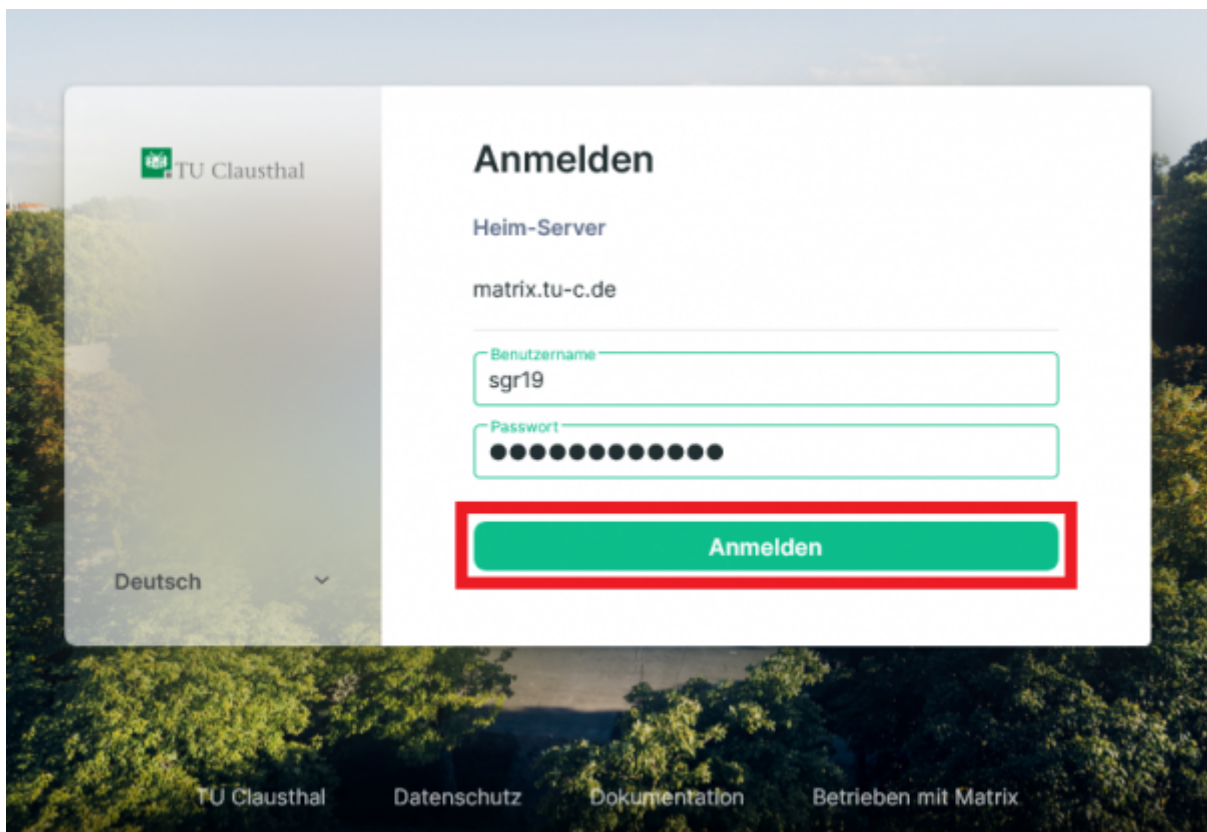 TU Clausthal
Anmelden
Heim-Server
matrix.tu-c.de
Benutzername
sgr19
Passwort
●●●●●●●●●●●●
Anmelden
Deutsch
TU Clausthal Datenschutz Dokumentation Betrieben mit Matrix